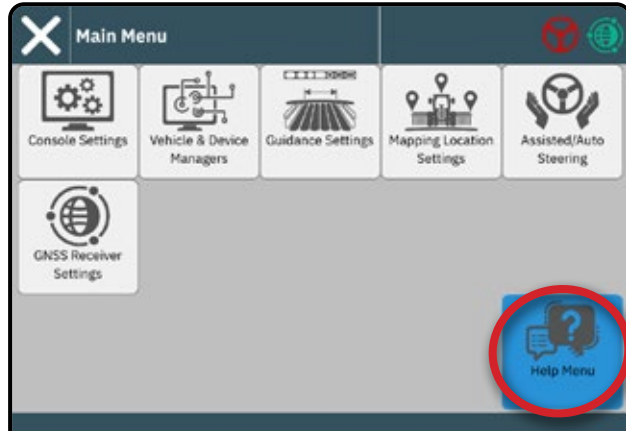 Main Menu
Console Settings
Vehicle & Device
Managers
Guidance Settings
Mapping Location
Settings
Assisted/Auto
Steering
GNSS Receiver
Settings
?
Help Menu